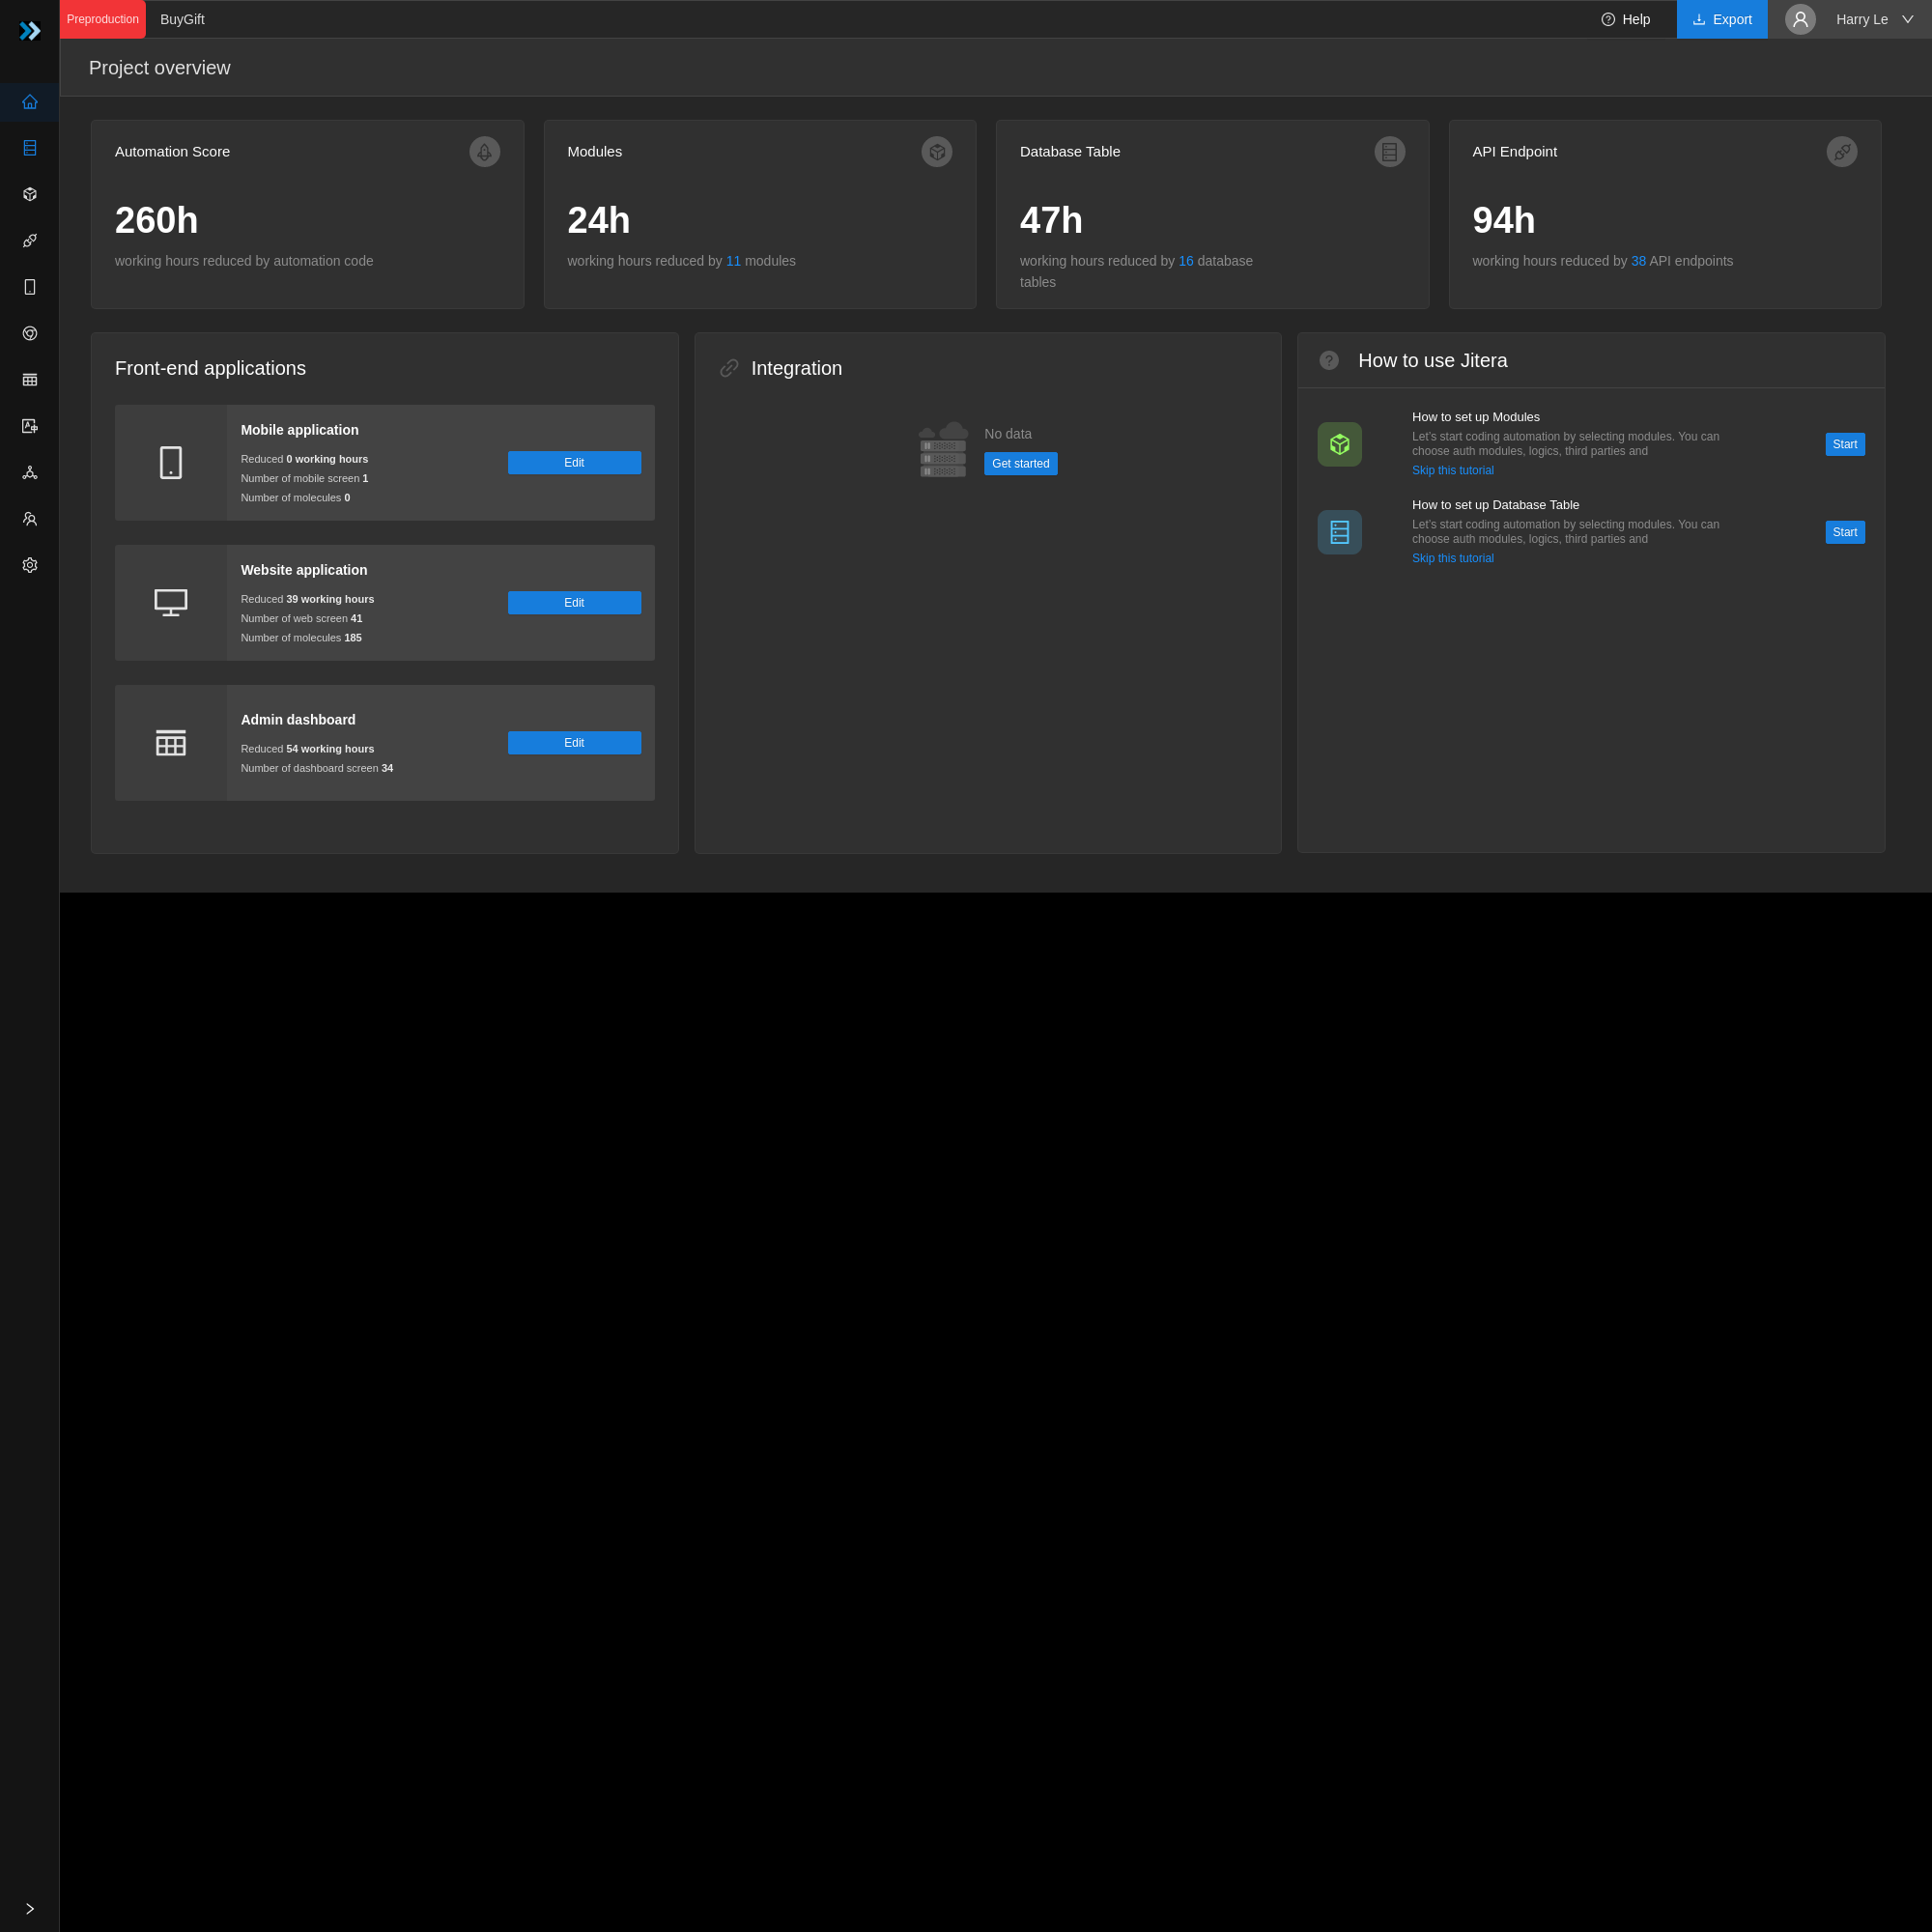 Preproduction
BuyGift
Help
Export
Harry Le
Project overview
Automation Score
260h
working hours reduced by automation code
Modules
24h
working hours reduced by 11 modules
Database Table
47h
working hours reduced by 16 database
tables
API Endpoint
94h
working hours reduced by 38 API endpoints
Front-end applications
Mobile application
Reduced 0 working hours
Number of mobile screen 1
Number of molecules 0
Edit
Website application
Reduced 39 working hours
Number of web screen 41
Number of molecules 185
Edit
Admin dashboard
Reduced 54 working hours
Number of dashboard screen 34
Edit
Integration
No data
Get started
How to use Jitera
How to set up Modules
Let's start coding automation by selecting modules. You can
choose auth modules, logics, third parties and
Skip this tutorial
Start
How to set up Database Table
Let's start coding automation by selecting modules. You can
choose auth modules, logics, third parties and
Skip this tutorial
Start